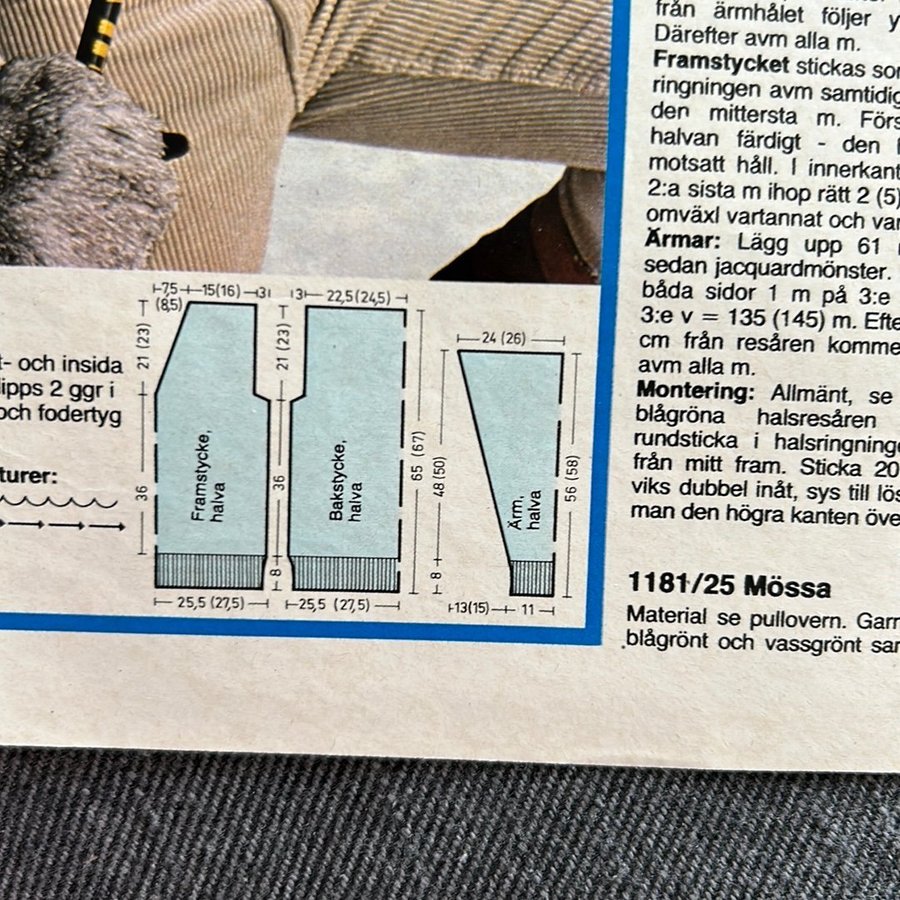 t- och insida
lipps 2 ggr i
och fodertyg
turer:
7,5 15(16) 3
(8,5)
21 (23)
36
Framstycke,
halva
25,5 (27,5)
21 (23)
36
8
3 22,5 (24,5)
Bakstycke,
halva
25,5 (27,5)
65 (67)
48 (50)
8
24 (26)
Ärm,
halva
56 (58)
13(15) 11
från ärmhålet följer y
Därefter avm alla m.
Framstycket stickas so
ringningen avm samtidig
den mittersta m. Förs
halvan färdigt - den
motsatt håll. I innerkant
2:a sista m ihop rätt 2 (5)
omväxl vartannat och var
Ärmar: Lägg upp 61
sedan jacquardmönster.
båda sidor 1 m på 3:e
3:e v = 135 (145) m. Efte
cm från resåren komme
avm alla m.
Montering: Allmänt, se
blågröna halsresåren
rundsticka i halsringninge
från mitt fram. Sticka 20
viks dubbel inåt, sys till lös
man den högra kanten öve
1181/25 Mössa
Material se pullovern. Garn
blågrönt och vassgrönt sam